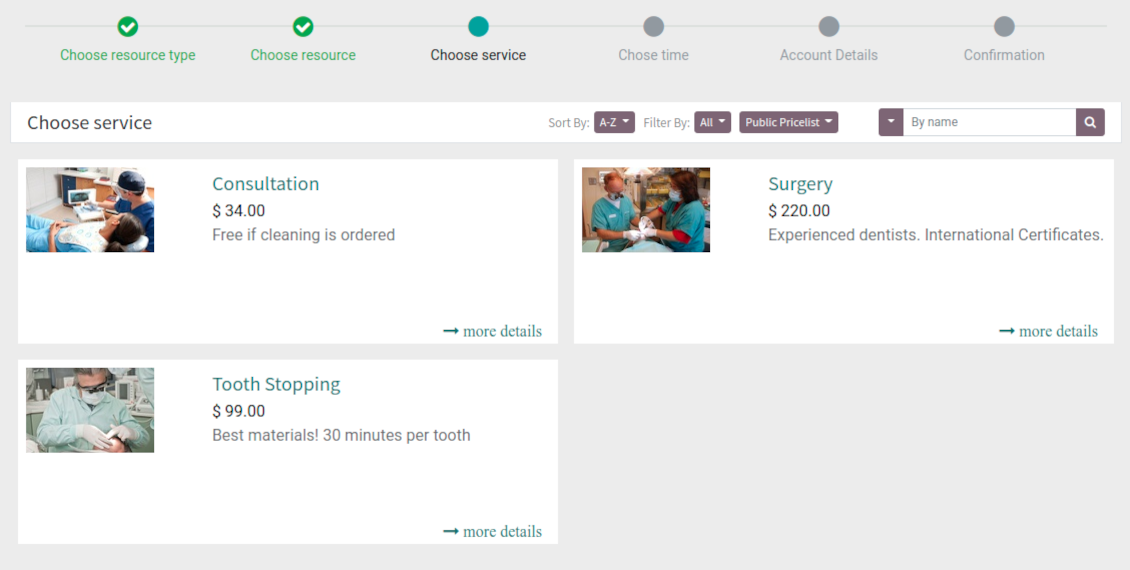 Choose resource type
Choose resource
Choose service
Chose time
Account Details
Confirmation
Choose service
Sort By: A-Z Filter By: All Public Pricelist By name
Consultation
$ 34.00
Free if cleaning is ordered
more details
Surgery
$ 220.00
Experienced dentists. International Certificates.
more details
Tooth Stopping
$ 99.00
Best materials! 30 minutes per tooth
more details